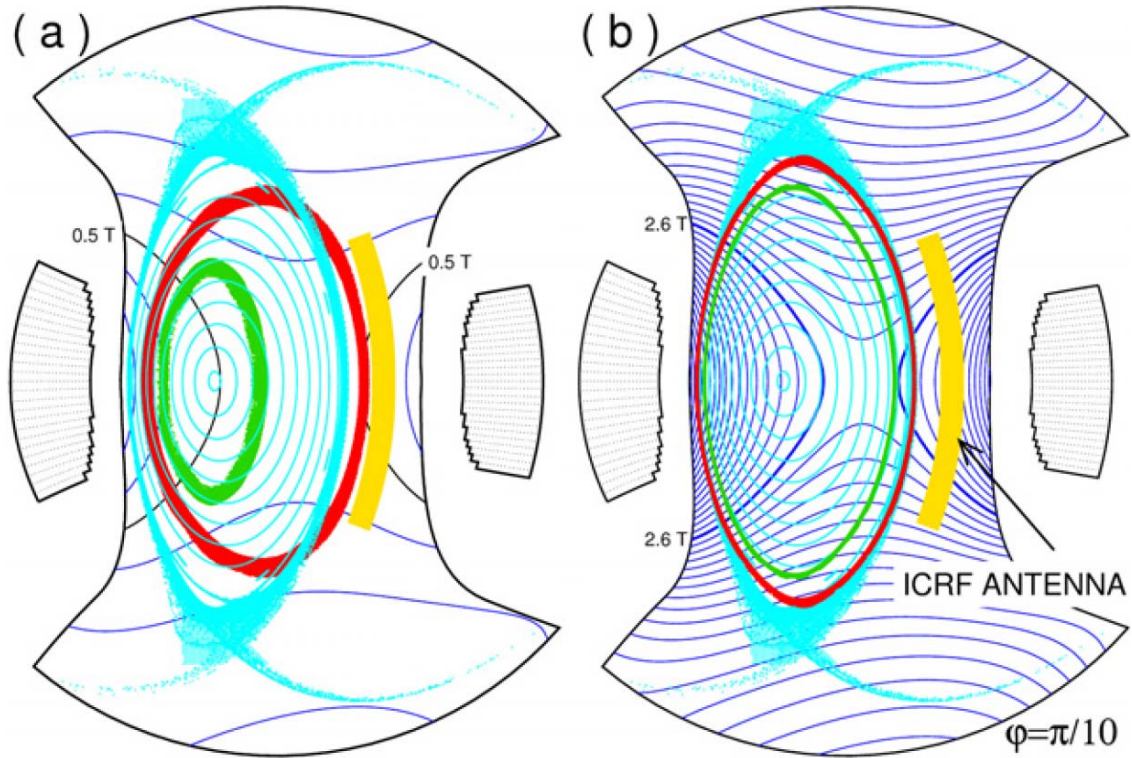 ( a )
( b )
0.5 T
0.5 T
2.6 T
2.6 T
ICRF ANTENNA
φ=π/10